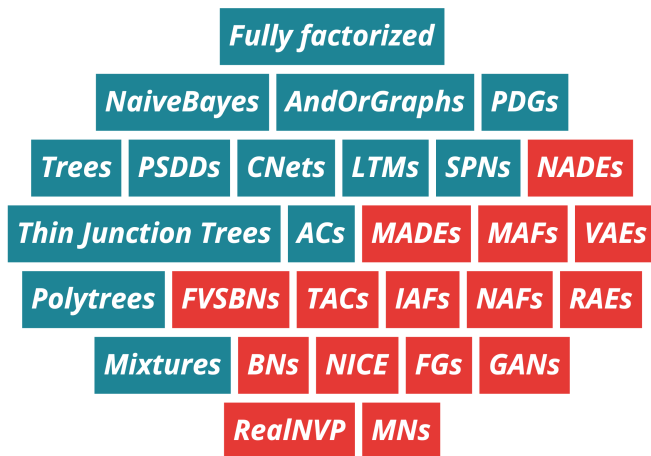 Fully factorized
NaiveBayes AndOrGraphs PDGs
Trees PSDDs CNets LTMs SPNs NADEs
Thin Junction Trees ACs MADEs MAFs VAEs
Polytrees FVSBNs TACs IAFs NAFs RAEs
Mixtures BNs NICE FGs GANs
RealNVP MNs